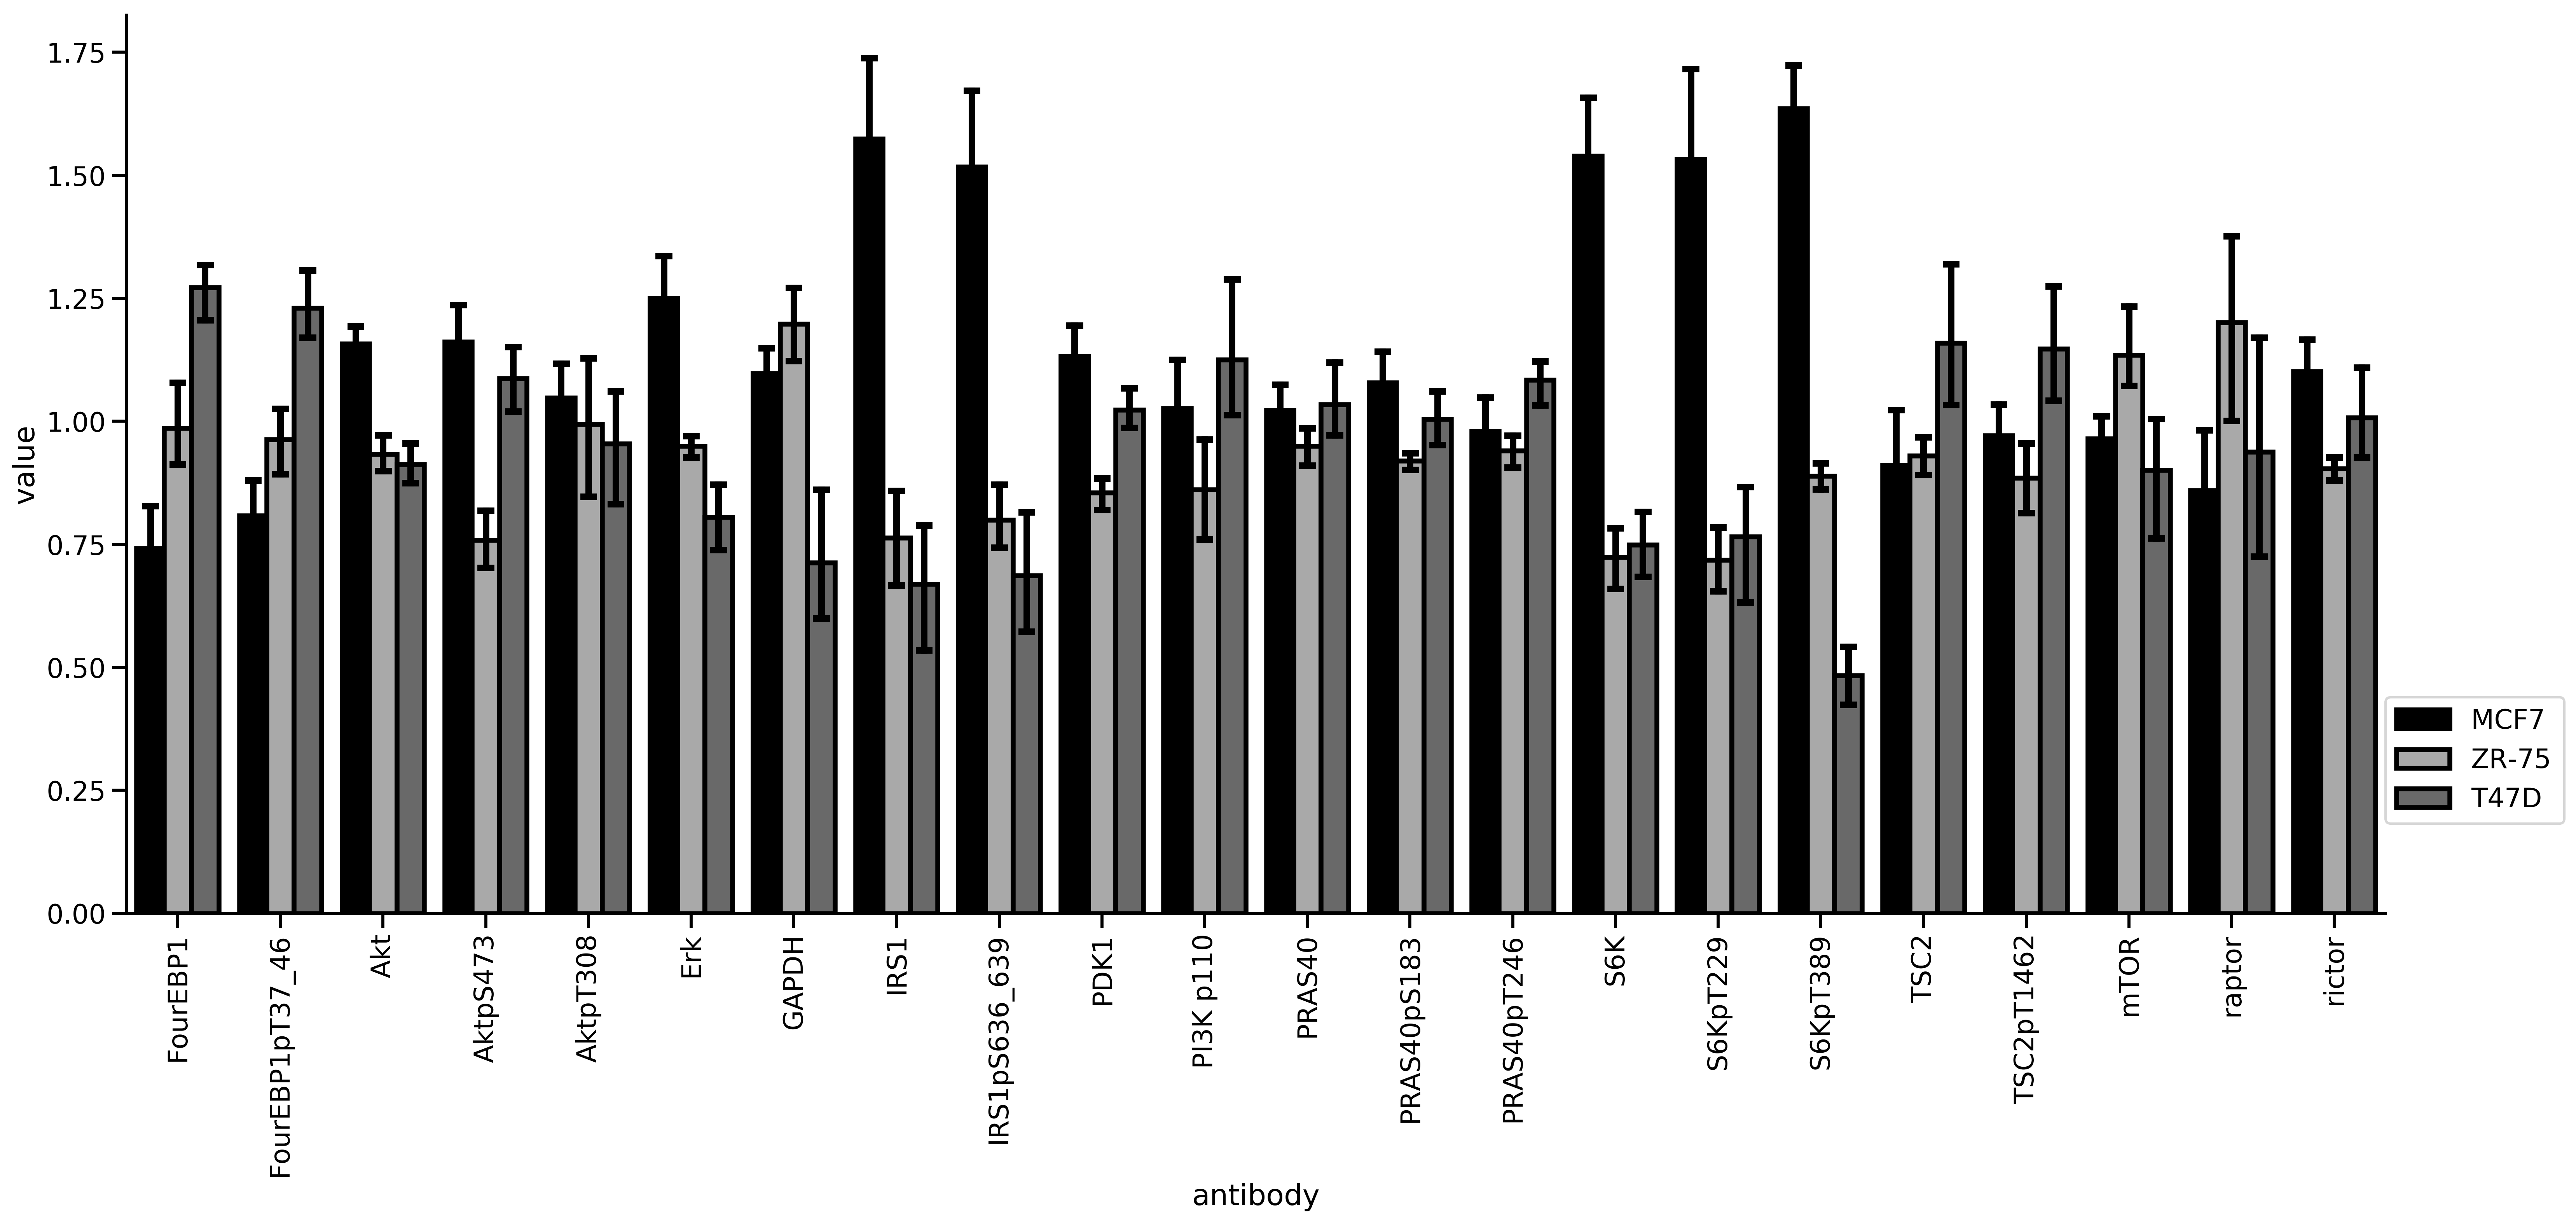 value
1.75
1.50
1.25
1.00
0.75
0.50
0.25
0.00
FourEBP1
FourEBP1pT37_46
Akt
AktpS473
AktpT308
Erk
GAPDH
IRS1
IRS1pS636_639
PDK1
PI3K p110
PRAS40
PRAS40pS183
PRAS40pT246
S6K
S6KpT229
S6KpT389
TSC2
TSC2pT1462
mTOR
raptor
rictor
antibody
MCF7
ZR-75
T47D